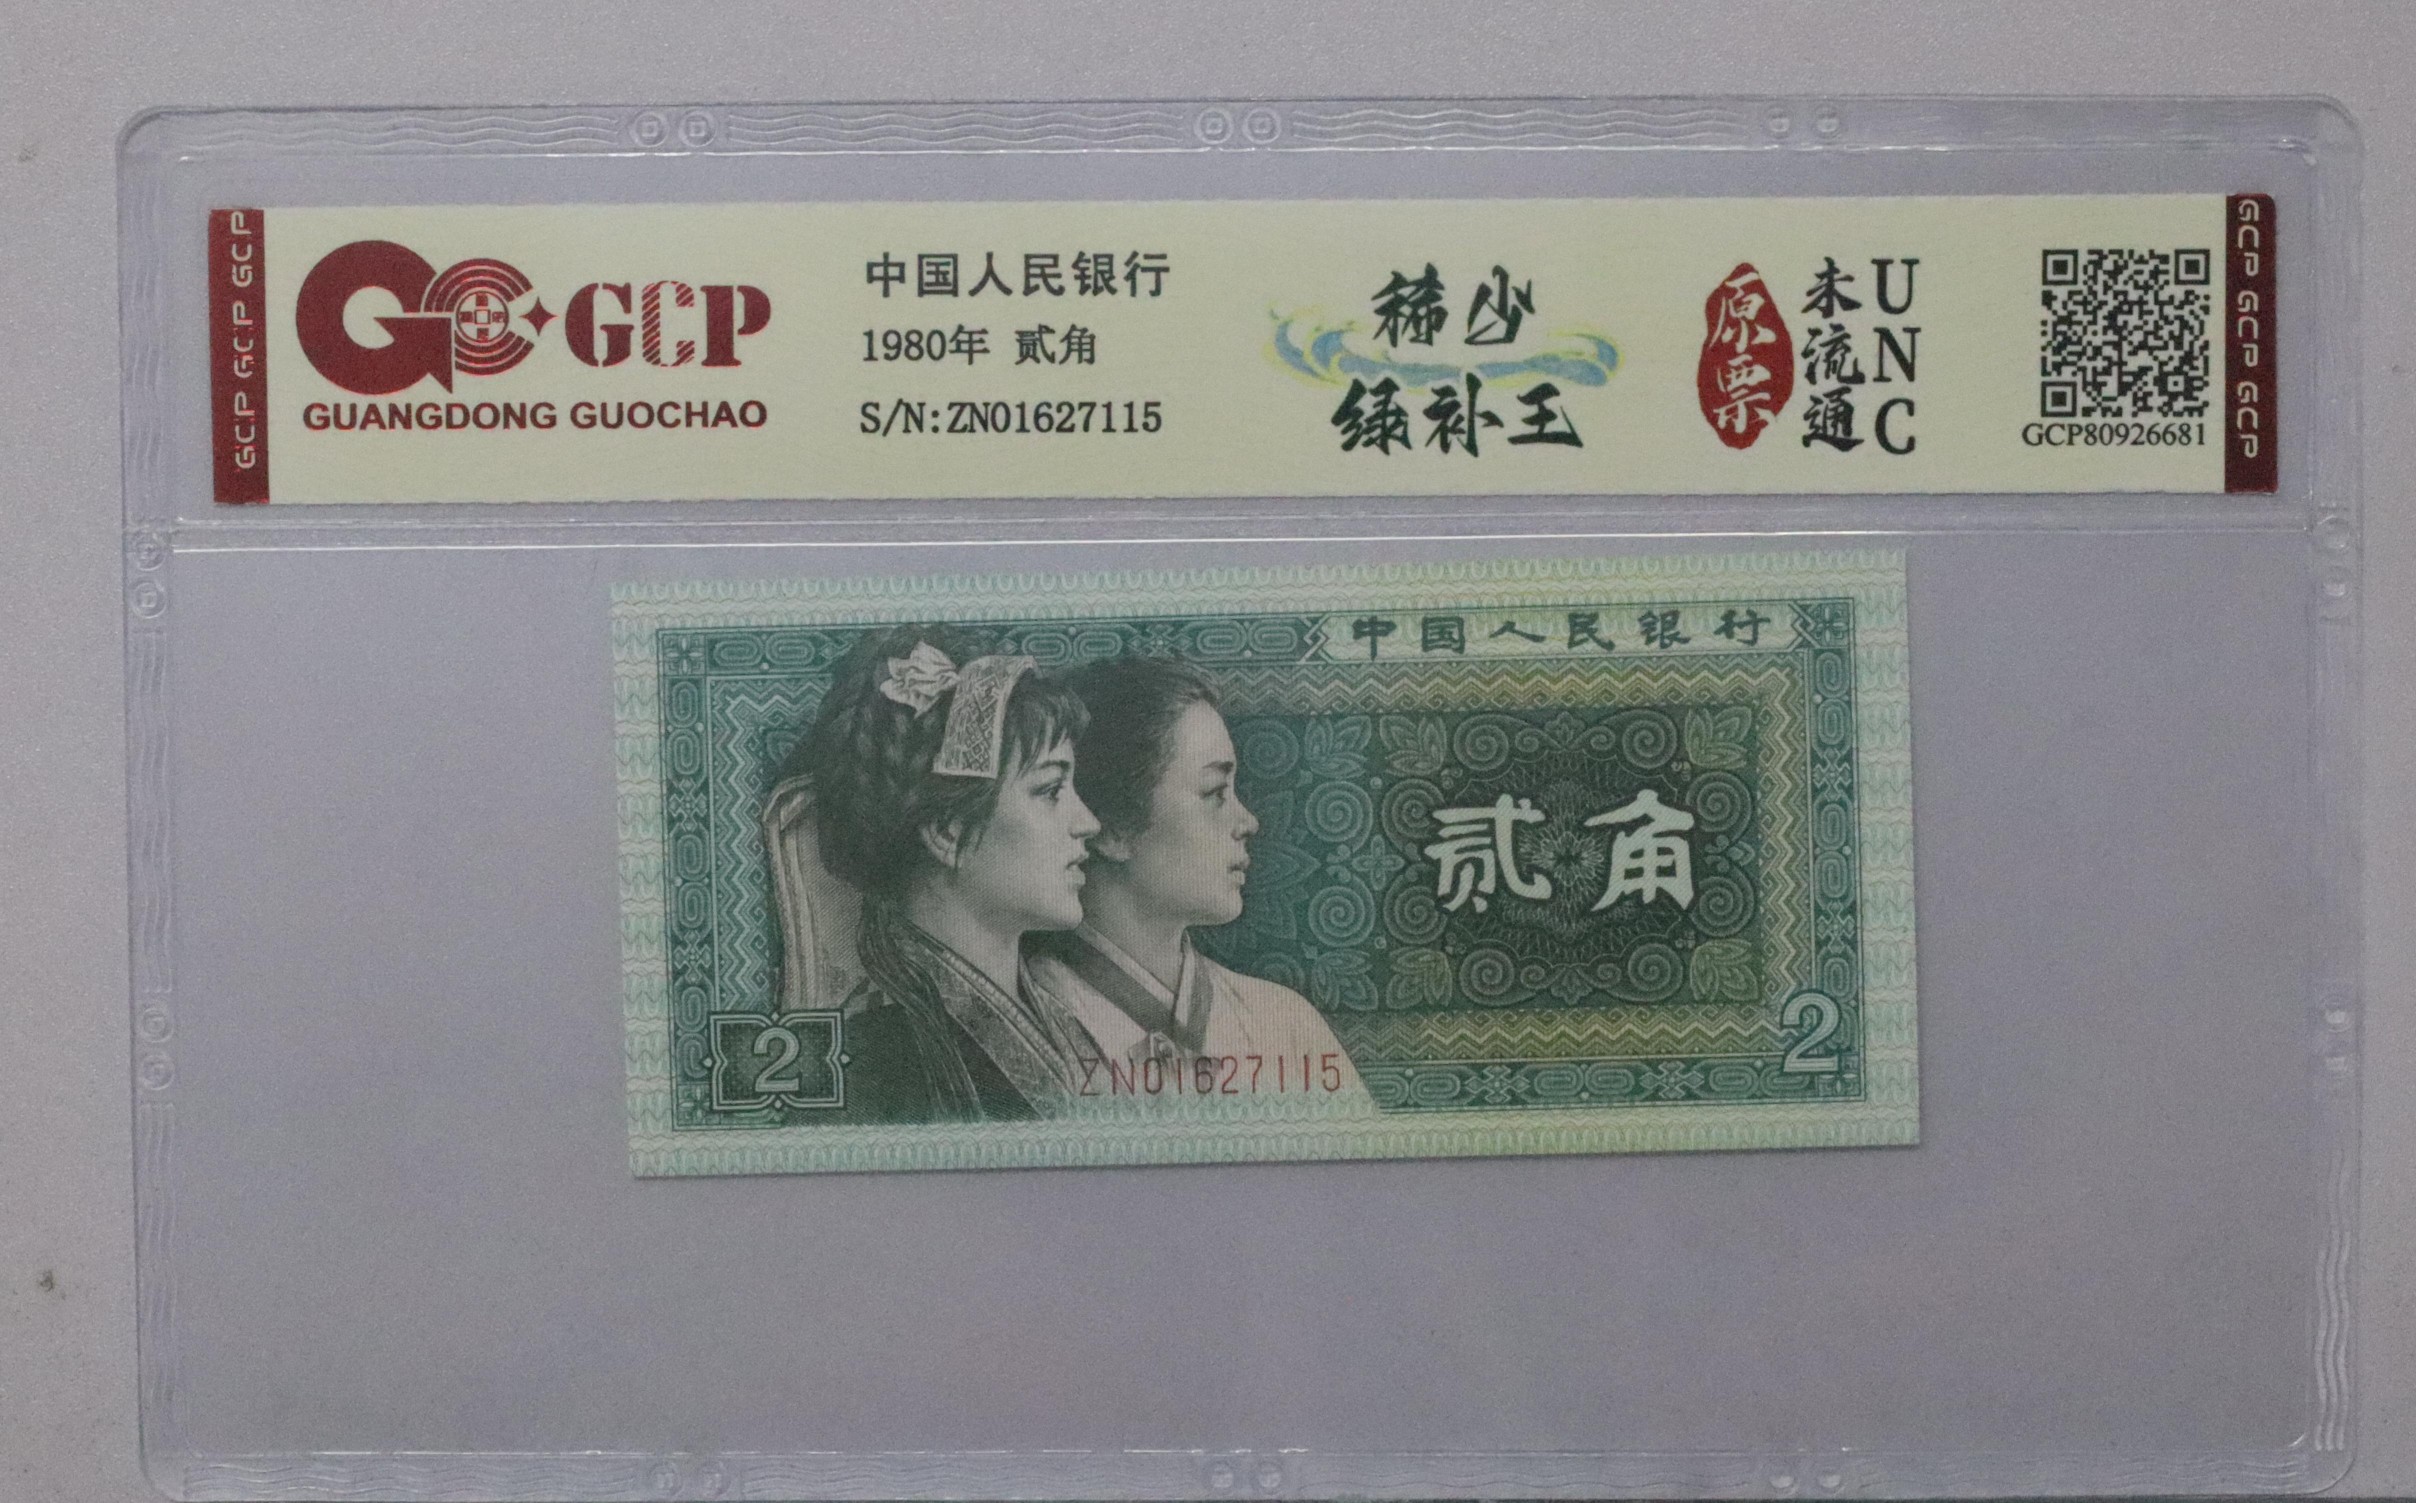 GCP GCP GCP
GCP
GUANGDONG GUOCHAO
中国人民银行
1980年 贰角
S/N:ZN01627115
稀少
绿补王
原票
未流通
UNC
GCP80926681
GCP GCP GCP
中国人民银行
贰角
2
2
ZN01627115